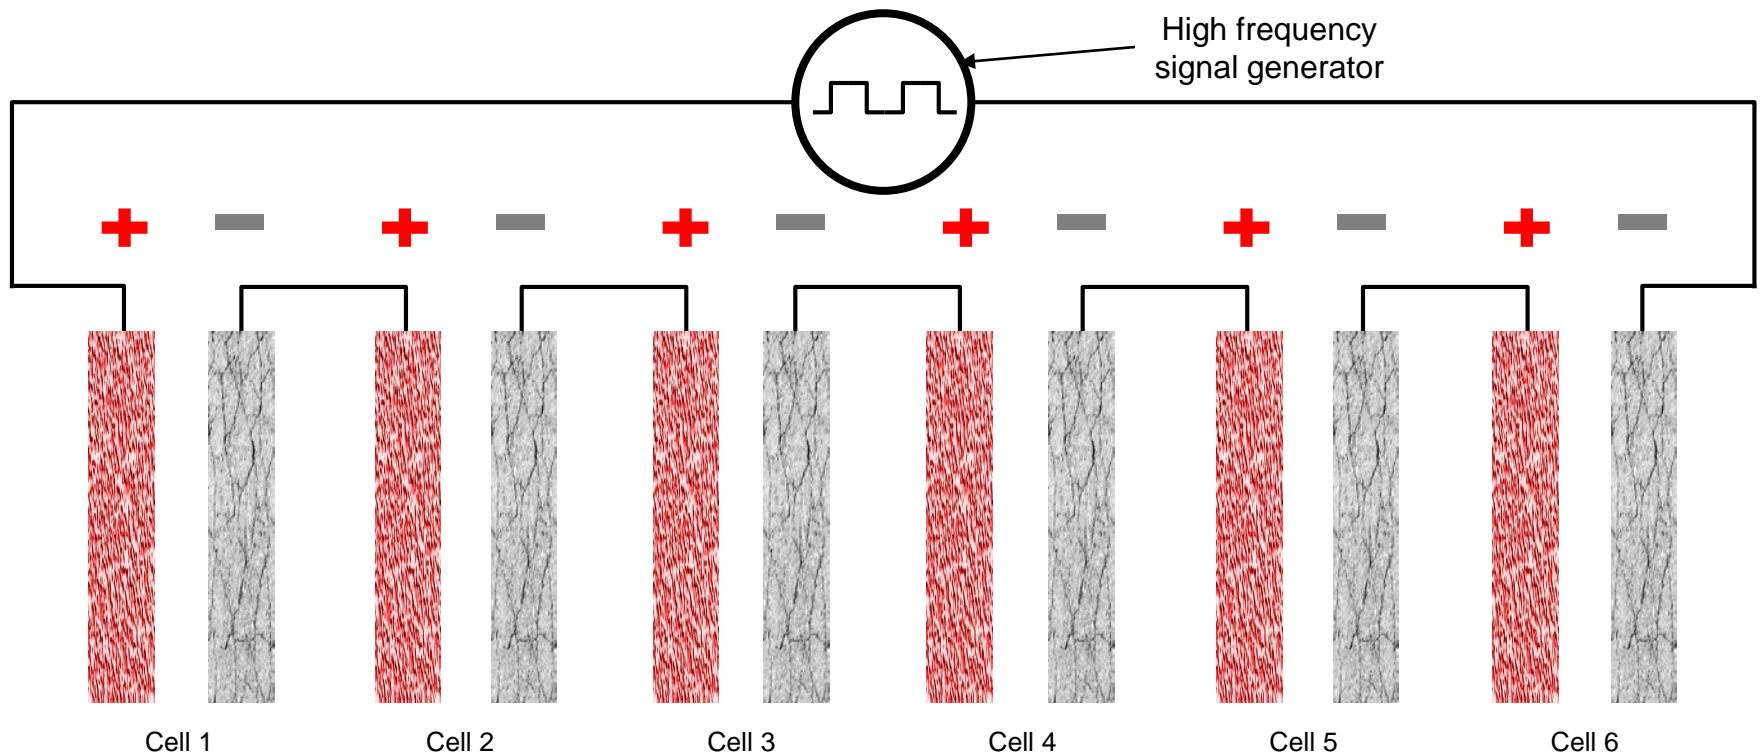 High frequency
signal generator
Cell 1
Cell 2
Cell 3
Cell 4
Cell 5
Cell 6